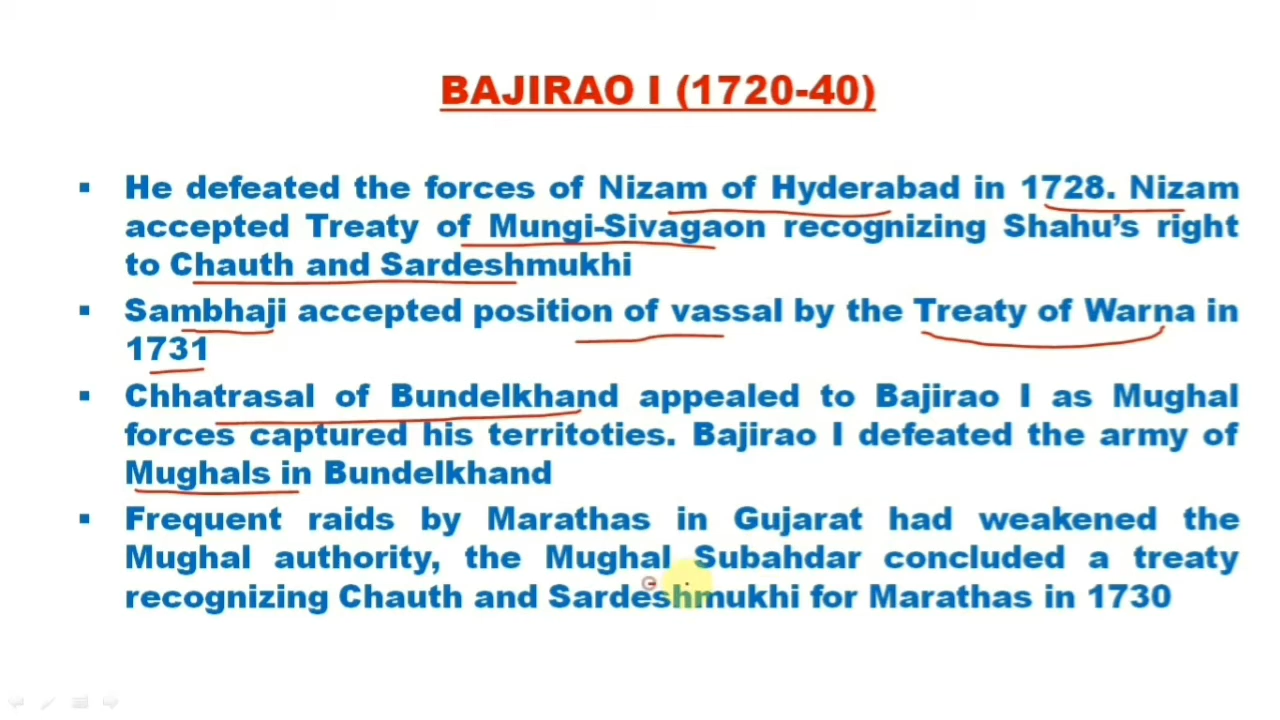 BAJIRAO I (1720-40)
▪ He defeated the forces of Nizam of Hyderabad in 1728. Nizam
accepted Treaty of Mungi-Sivagaon recognizing Shahu's right
to Chauth and Sardeshmukhi
▪ Sambhaji accepted position of vassal by the Treaty of Warna in
1731
▪ Chhatrasal of Bundelkhand appealed to Bajirao I as Mughal
forces captured his territoties. Bajirao I defeated the army of
Mughals in Bundelkhand
▪ Frequent raids by Marathas in Gujarat had weakened the
Mughal authority, the Mughal Subahdar concluded a treaty
recognizing Chauth and Sardeshmukhi for Marathas in 1730